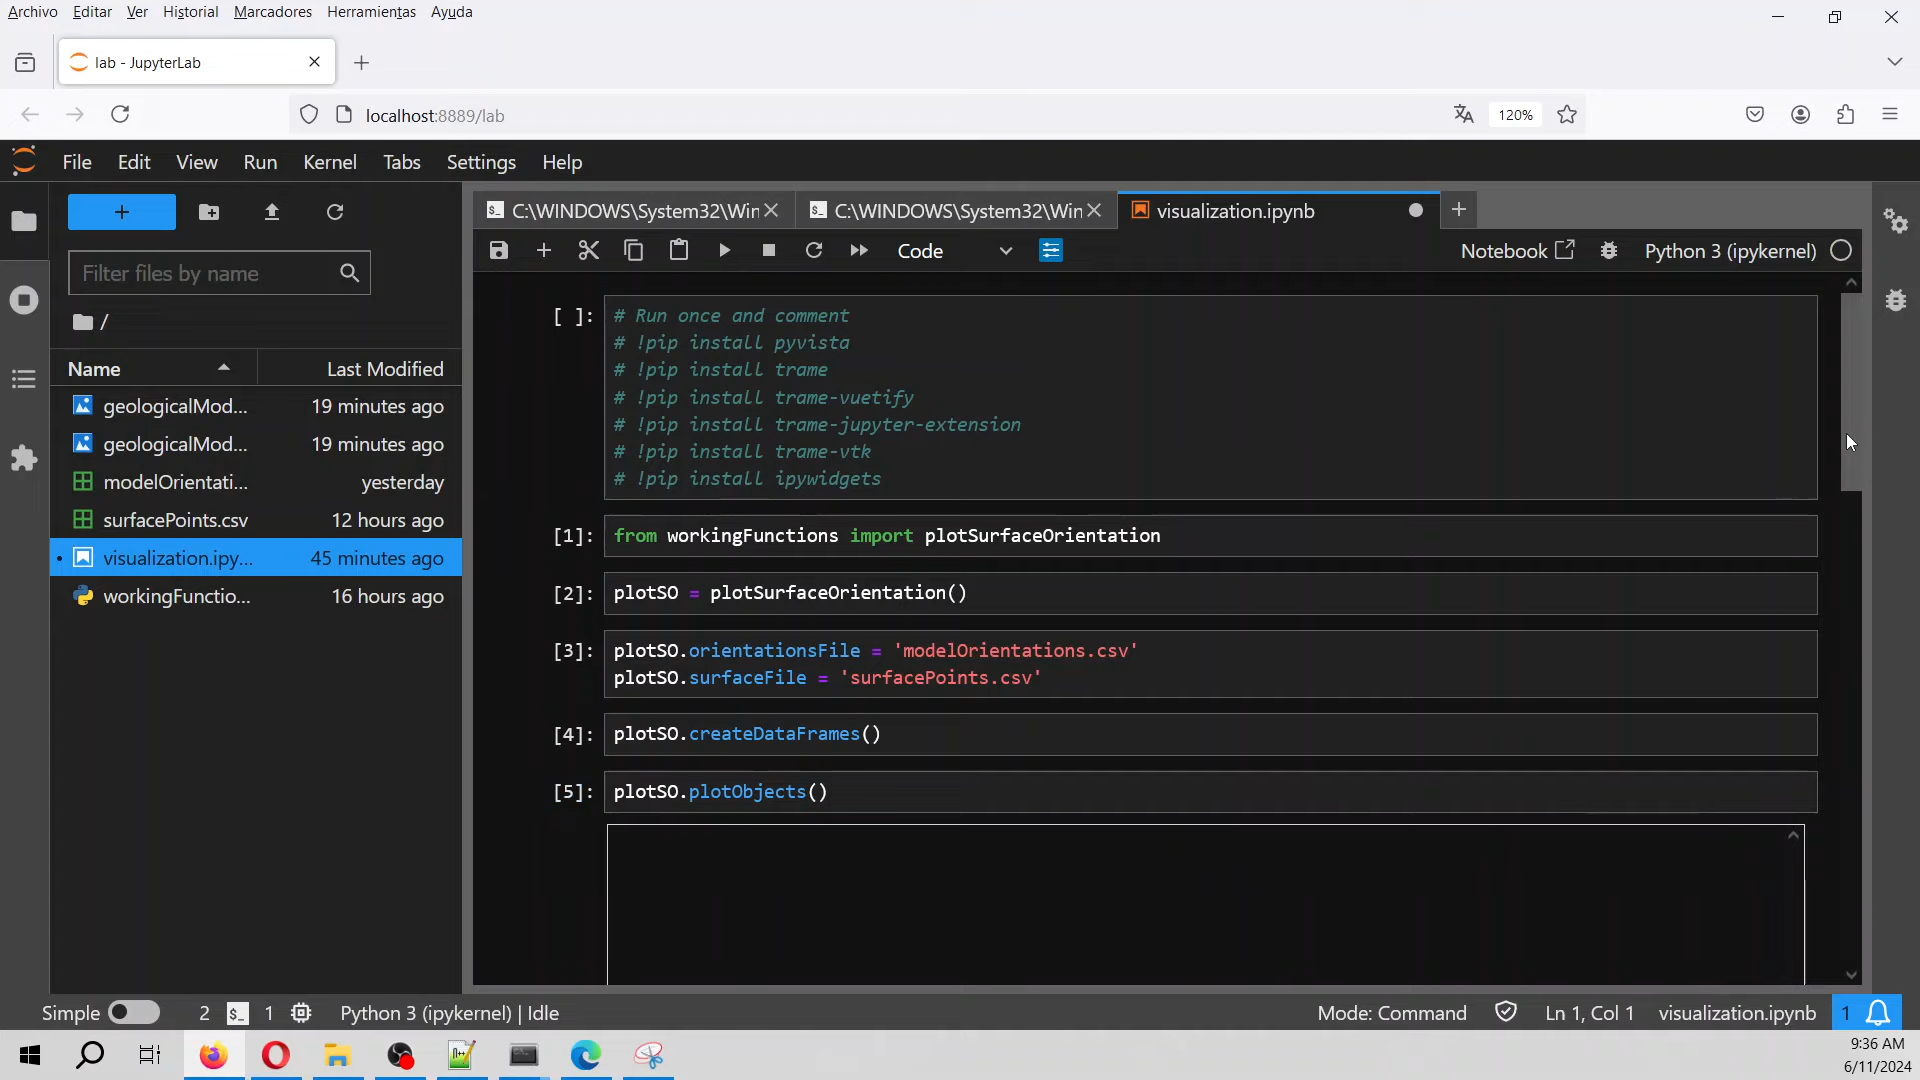 Archivo Editar Ver Historial Marcadores Herramientas Ayuda
lab - JupyterLab
localhost:8889/lab
120%
File Edit View Run Kernel Tabs Settings Help
C:\WINDOWS\System32\Win
C:\WINDOWS\System32\Win
visualization.ipynb
Code
Notebook
Python 3 (ipykernel)
Filter files by name
/
Name Last Modified
geologicalMod... 19 minutes ago
geologicalMod... 19 minutes ago
modelOrientati... yesterday
surfacePoints.csv 12 hours ago
visualization.ipy... 45 minutes ago
workingFunctio... 16 hours ago
[ ]: # Run once and comment
# !pip install pyvista
# !pip install trame
# !pip install trame-vuetify
# !pip install trame-jupyter-extension
# !pip install trame-vtk
# !pip install ipywidgets
[1]: from workingFunctions import plotSurfaceOrientation
[2]: plotSO = plotSurfaceOrientation()
[3]: plotSO.orientationsFile = 'modelOrientations.csv'
plotSO.surfaceFile = 'surfacePoints.csv'
[4]: plotSO.createDataFrames()
[5]: plotSO.plotObjects()
Simple 2 $_ 1 Python 3 (ipykernel) | Idle
Mode: Command Ln 1, Col 1 visualization.ipynb 1
9:36 AM
6/11/2024